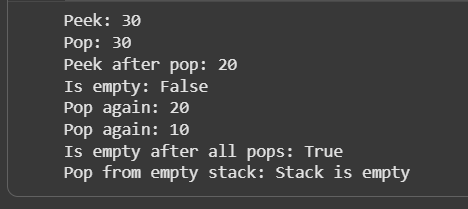 Peek: 30
Pop: 30
Peek after pop: 20
Is empty: False
Pop again: 20
Pop again: 10
Is empty after all pops: True
Pop from empty stack: Stack is empty